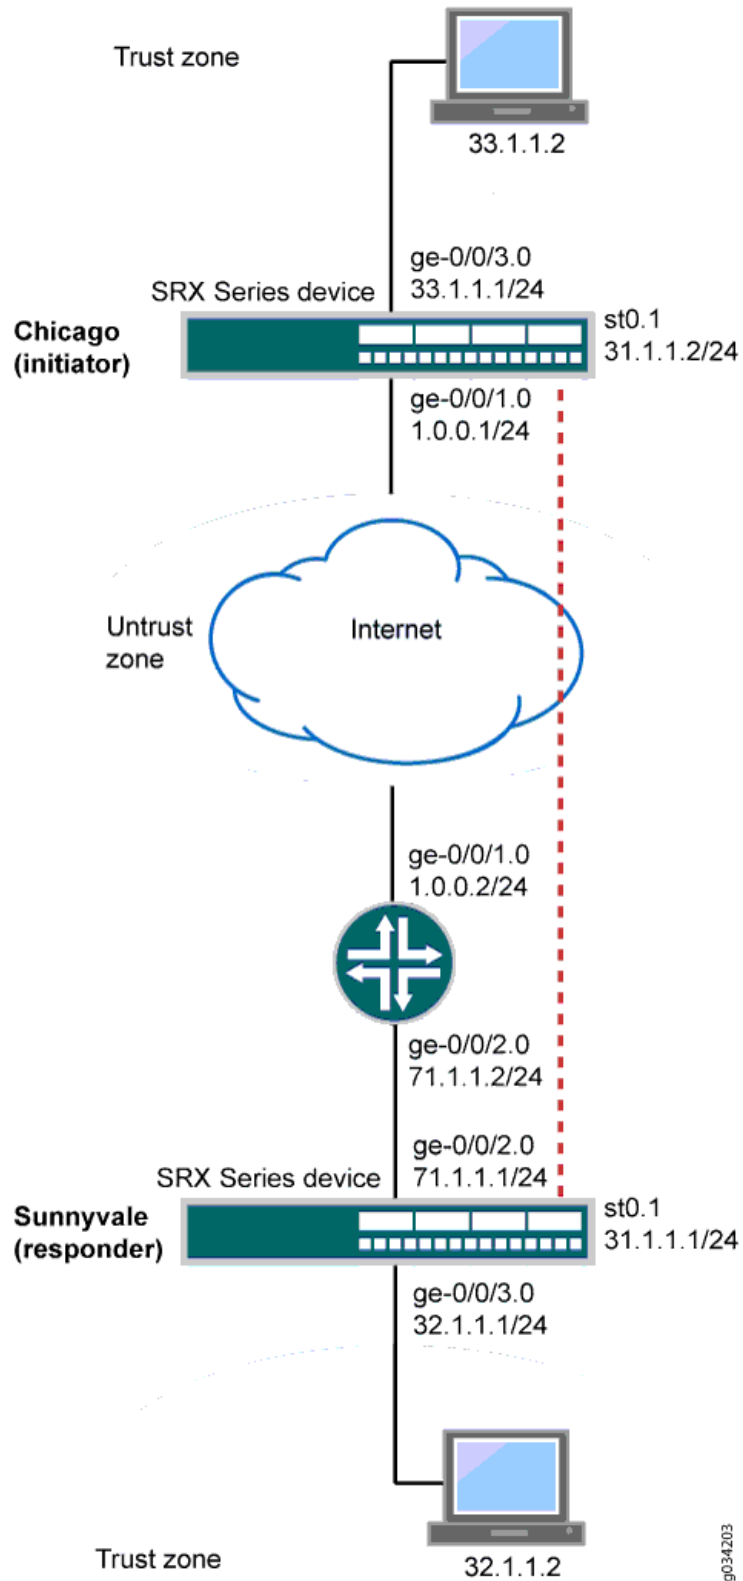 Trust zone
33.1.1.2
ge-0/0/3.0
33.1.1.1/24
SRX Series device
st0.1
31.1.1.2/24
Chicago
(initiator)
ge-0/0/1.0
1.0.0.1/24
Untrust
zone
Internet
ge-0/0/1.0
1.0.0.2/24
ge-0/0/2.0
71.1.1.2/24
ge-0/0/2.0
71.1.1.1/24
SRX Series device
st0.1
31.1.1.1/24
Sunnyvale
(responder)
ge-0/0/3.0
32.1.1.1/24
Trust zone
32.1.1.2
g034203